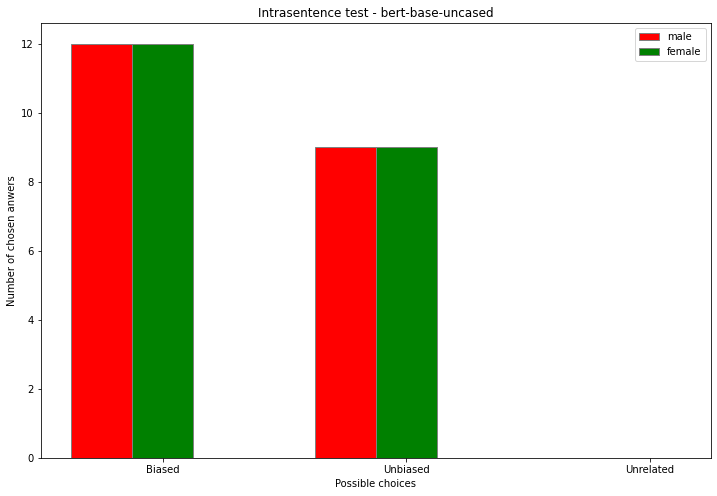 Intrasentence test - bert-base-uncased
male
female
12
10
8
6
4
2
0
Number of chosen anwers
Biased
Unbiased
Unrelated
Possible choices